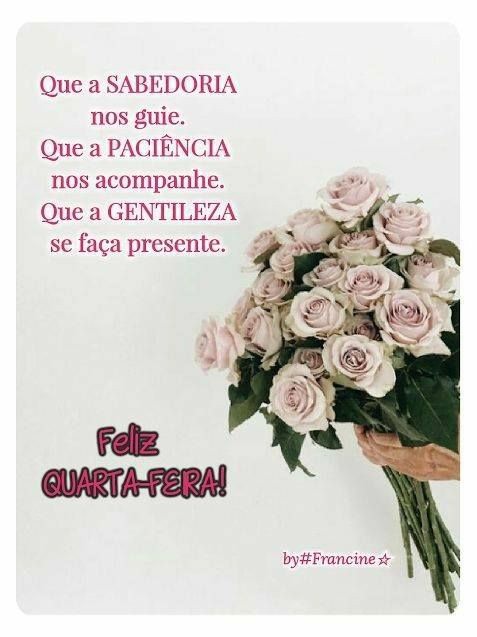 Que a SABEDORIA
nos guie.
Que a PACIÊNCIA
nos acompanhe.
Que a GENTILEZA
se faça presente.
Feliz
QUARTA-FEIRA!
by#Francine☆